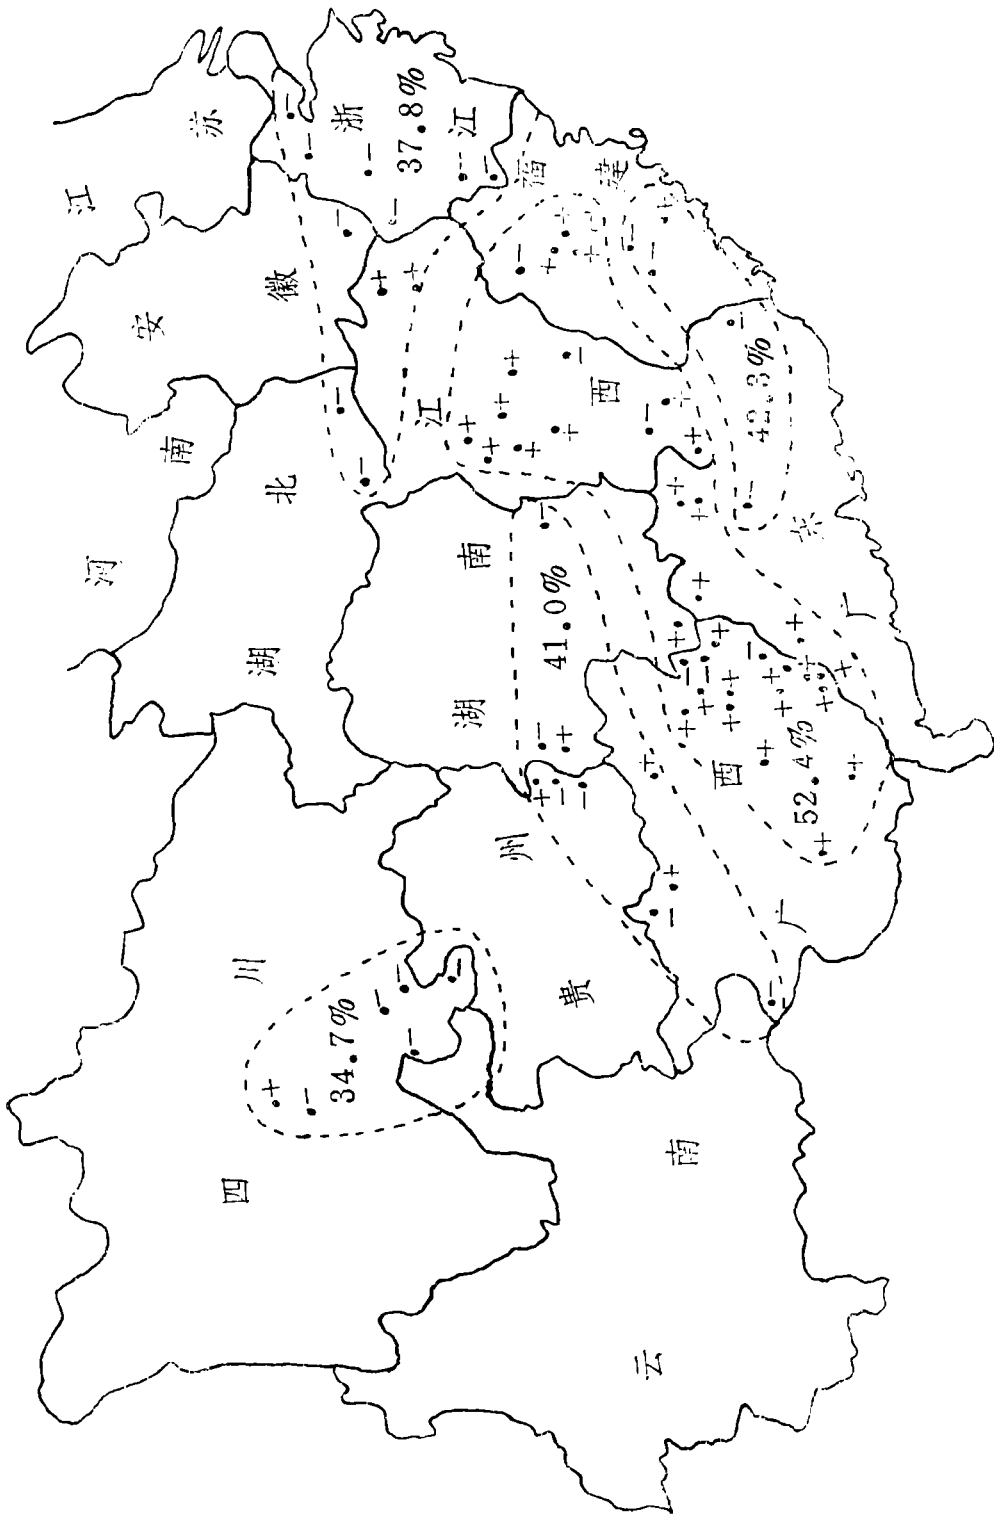 江 苏
安 徽
河 南
湖 北
浙 江
37.8%
福 建
江 西
湖 南
41.0%
四 川
34.7%
贵 州
云 南
广 西
52.4%
广 东
42.3%